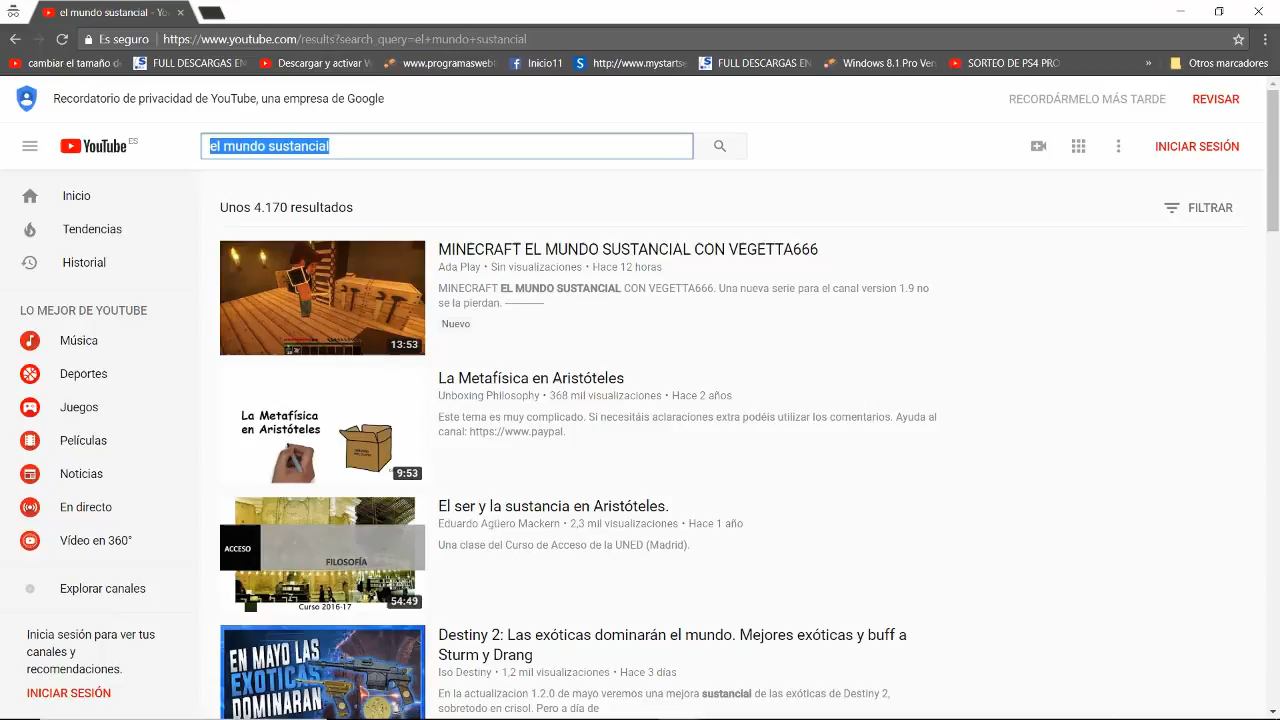 el mundo sustancial - Yo
Es seguro | https://www.youtube.com/results?search_query=el+mundo+sustancial
cambiar el tamaño d FULL DESCARGAS EN Descargar y activar V www.programasweb Inicio11 http://www.mystartse FULL DESCARGAS EN Windows 8.1 Pro Ver SORTEO DE PS4 PRO » Otros marcadores
Recordatorio de privacidad de YouTube, una empresa de Google RECORDÁRMELO MÁS TARDE REVISAR
YouTube ES el mundo sustancial INICIAR SESIÓN
Inicio
Tendencias
Historial
LO MEJOR DE YOUTUBE
Música
Deportes
Juegos
Películas
Noticias
En directo
Vídeo en 360°
Explorar canales
Inicia sesión para ver tus
canales y
recomendaciones.
INICIAR SESIÓN
Unos 4.170 resultados FILTRAR
13:53
MINECRAFT EL MUNDO SUSTANCIAL CON VEGETTA666
Ada Play • Sin visualizaciones • Hace 12 horas
MINECRAFT EL MUNDO SUSTANCIAL CON VEGETTA666. Una nueva serie para el canal version 1.9 no
se la pierdan. ————
Nuevo
La Metafísica
en Aristóteles
9:53
La Metafísica en Aristóteles
Unboxing Philosophy • 368 mil visualizaciones • Hace 2 años
Este tema es muy complicado. Si necesitáis aclaraciones extra podéis utilizar los comentarios. Ayuda al
canal: https://www.paypal.
ACCESO
FILOSOFÍA
Curso 2016-17
54:49
El ser y la sustancia en Aristóteles.
Eduardo Agüero Mackern • 2,3 mil visualizaciones • Hace 1 año
Una clase del Curso de Acceso de la UNED (Madrid).
EN MAYO LAS
EXÓTICAS
DOMINARÁN
Destiny 2: Las exóticas dominarán el mundo. Mejores exóticas y buff a
Sturm y Drang
Iso Destiny • 1,2 mil visualizaciones • Hace 3 días
En la actualizacion 1.2.0 de mayo veremos una mejora sustancial de las exóticas de Destiny 2,
sobretodo en crisol. Pero a día de